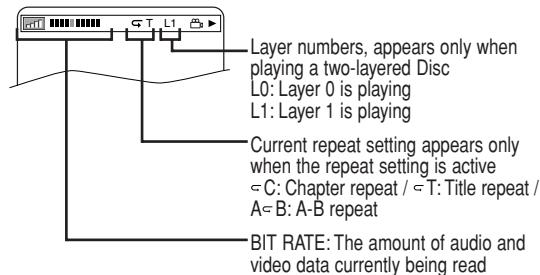 T L1
Layer numbers, appears only when
playing a two-layered Disc
L0: Layer 0 is playing
L1: Layer 1 is playing
Current repeat setting appears only
when the repeat setting is active
C: Chapter repeat / T: Title repeat /
A B: A-B repeat
BIT RATE: The amount of audio and
video data currently being read